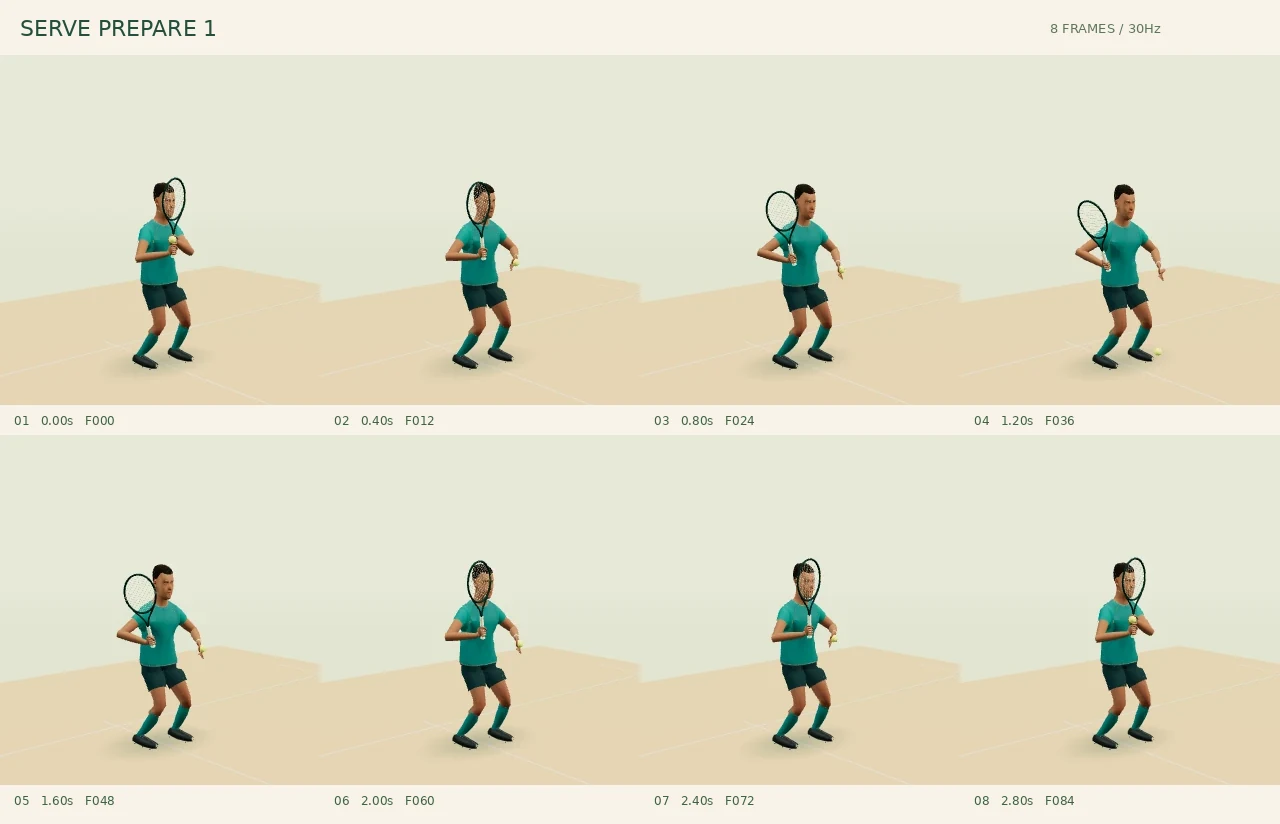 SERVE PREPARE 1
8 FRAMES / 30Hz
01 0.00s F000
02 0.40s F012
03 0.80s F024
04 1.20s F036
05 1.60s F048
06 2.00s F060
07 2.40s F072
08 2.80s F084